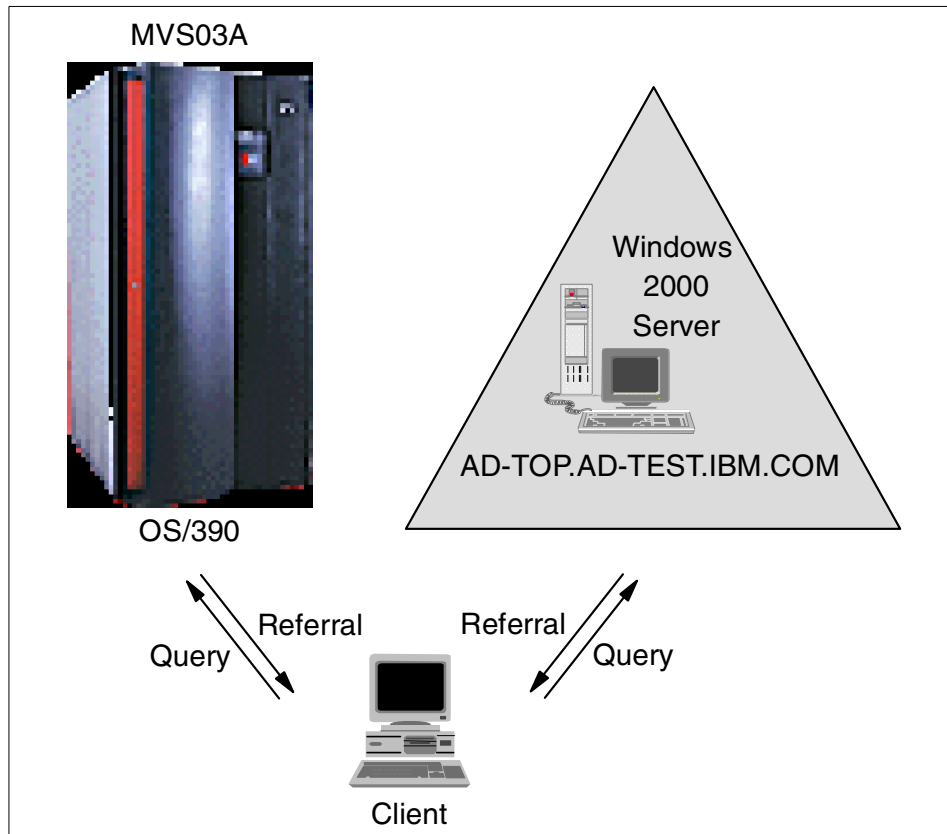 MVS03A
OS/390
Windows
2000
Server
AD-TOP.AD-TEST.IBM.COM
Referral
Query
Referral
Query
Client